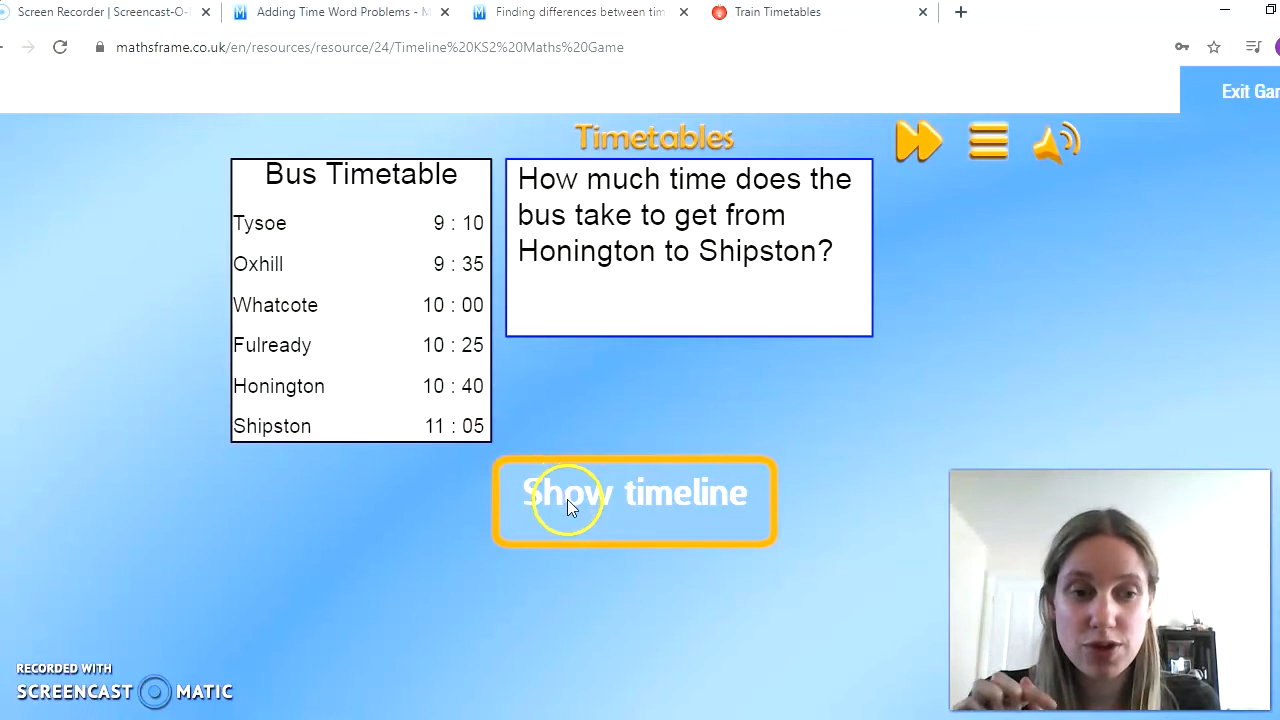 Screen Recorder | Screencast-O-
Adding Time Word Problems - M
Finding differences between tim
Train Timetables
mathsframe.co.uk/en/resources/resource/24/Timeline%20KS2%20Maths%20Game
Exit Gar
Timetables
Bus Timetable
Tysoe 9 : 10
Oxhill 9 : 35
Whatcote 10 : 00
Fulready 10 : 25
Honington 10 : 40
Shipston 11 : 05
How much time does the
bus take to get from
Honington to Shipston?
Show timeline
RECORDED WITH
SCREENCAST MATIC